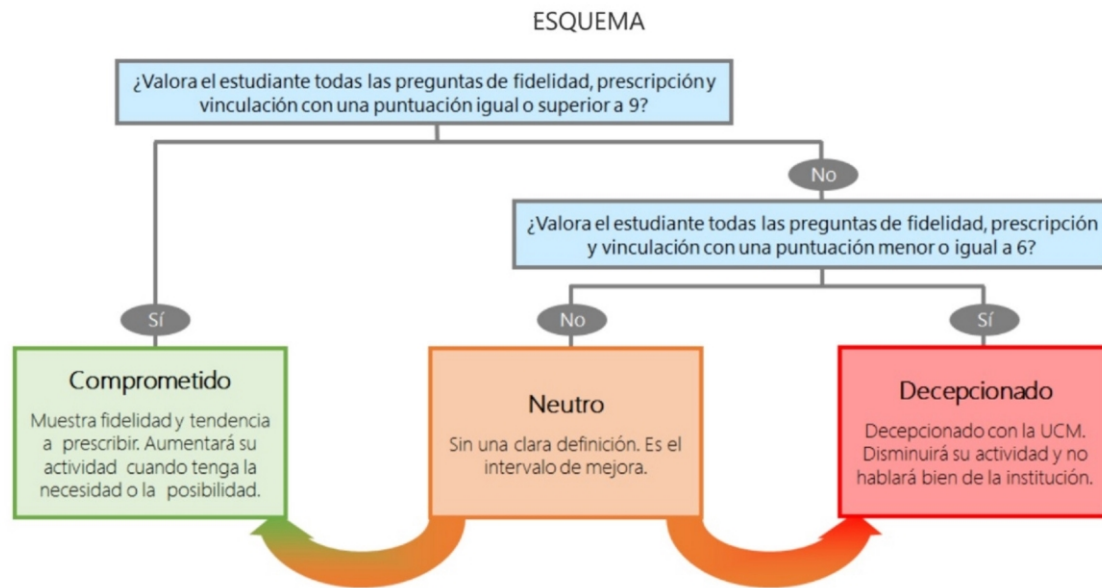 ESQUEMA
¿Valora el estudiante todas las preguntas de fidelidad, prescripción y
vinculación con una puntuación igual o superior a 9?
No
¿Valora el estudiante todas las preguntas de fidelidad, prescripción
y vinculación con una puntuación menor o igual a 6?
Sí
No
Sí
Comprometido
Muestra fidelidad y tendencia
a prescribir. Aumentará su
actividad cuando tenga la
necesidad o la posibilidad.
Neutro
Sin una clara definición. Es el
intervalo de mejora.
Decepcionado
Decepcionado con la UCM.
Disminuirá su actividad y no
hablará bien de la institución.